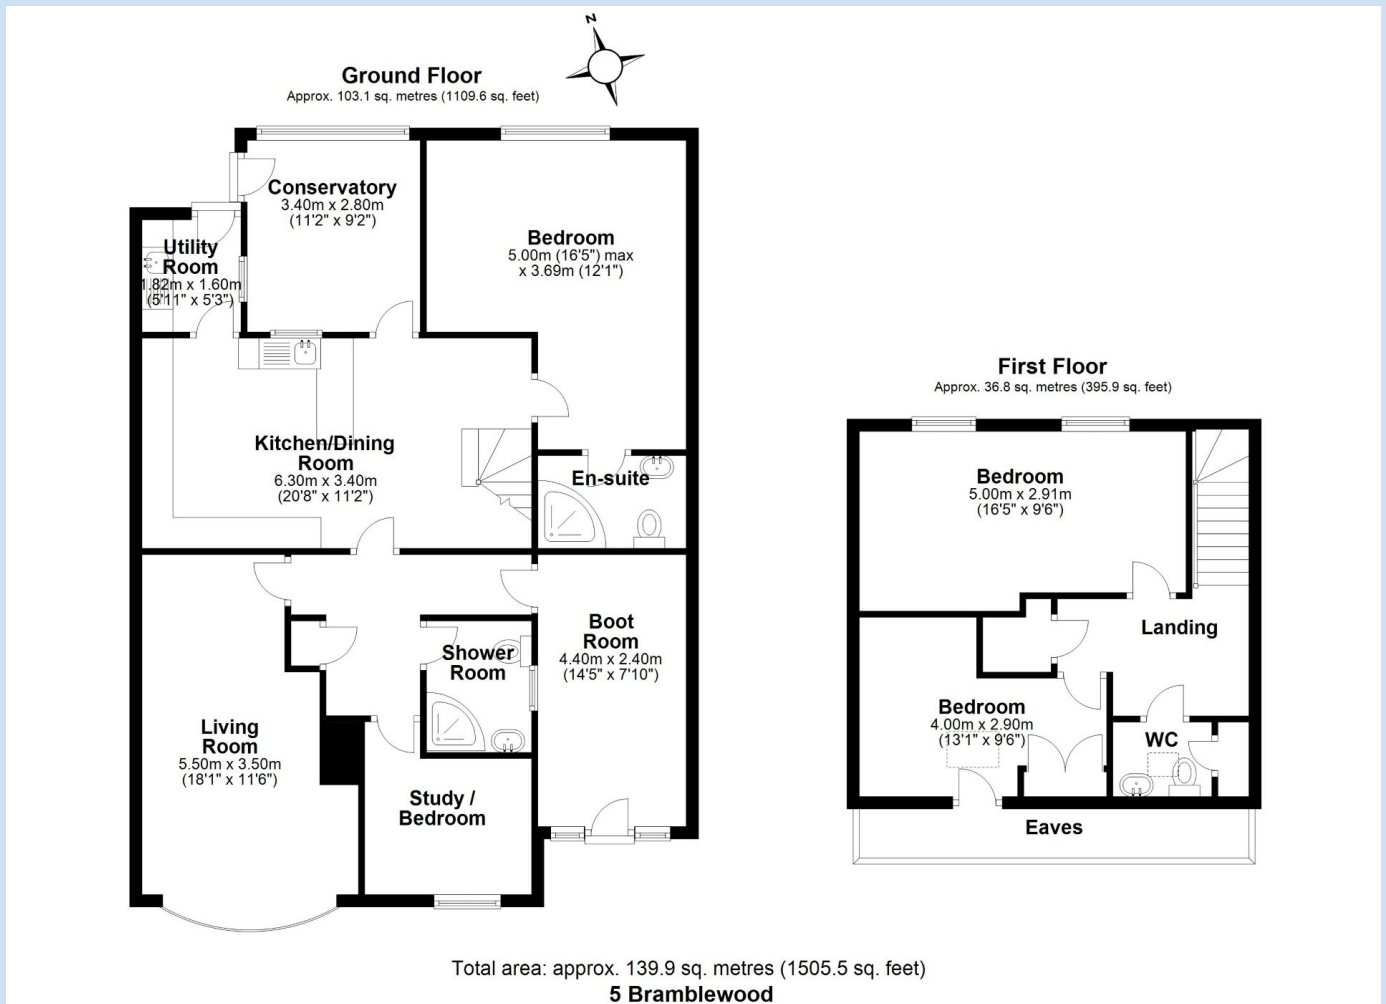 N
Ground Floor
Approx. 103.1 sq. metres (1109.6 sq. feet)
Conservatory
3.40m x 2.80m
(11'2" x 9'2")
Utility
Room
1.82m x 1.60m
(5'11" x 5'3")
Bedroom
5.00m (16'5") max
x 3.69m (12'1")
Kitchen/Dining
Room
6.30m x 3.40m
(20'8" x 11'2")
En-suite
Boot
Room
4.40m x 2.40m
(14'5" x 7'10")
Shower
Room
Living
Room
5.50m x 3.50m
(18'1" x 11'6")
Study /
Bedroom
First Floor
Approx. 36.8 sq. metres (395.9 sq. feet)
Bedroom
5.00m x 2.91m
(16'5" x 9'6")
Landing
Bedroom
4.00m x 2.90m
(13'1" x 9'6")
WC
Eaves
Total area: approx. 139.9 sq. metres (1505.5 sq. feet)
5 Bramblewood